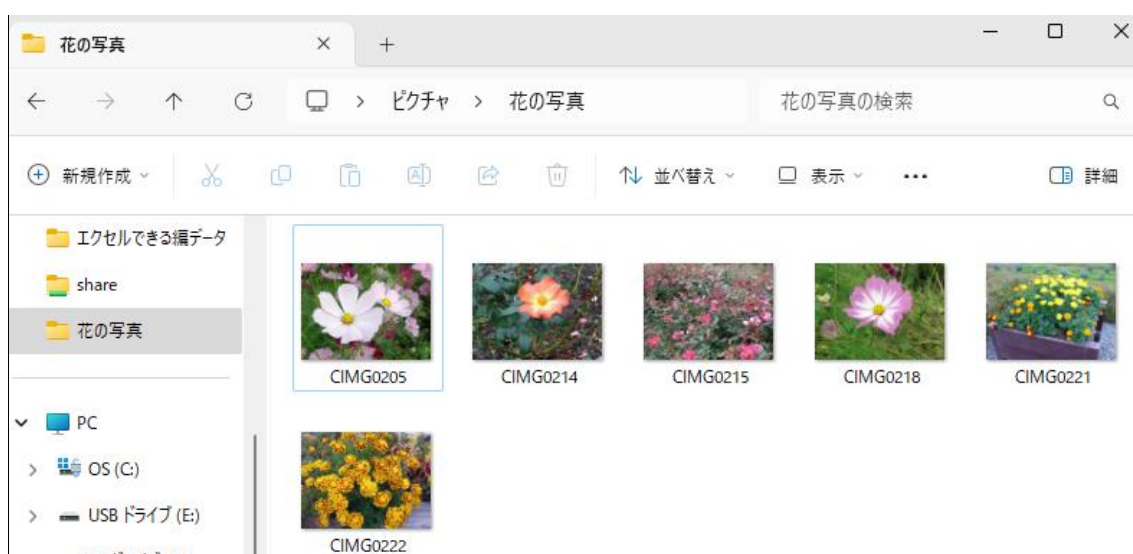 花の写真
ピクチャ > 花の写真
花の写真の検索
新規作成
並べ替え
表示
詳細
エクセルできる編データ
share
花の写真
PC
OS (C:)
USB ドライブ (E:)
CIMG0205
CIMG0214
CIMG0215
CIMG0218
CIMG0221
CIMG0222